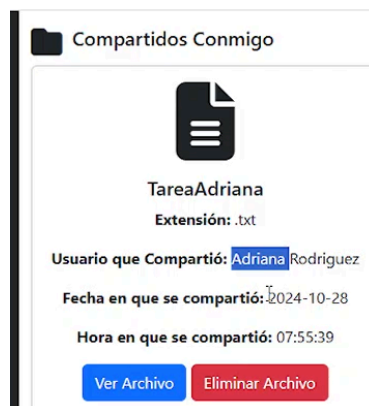 Compartidos Conmigo
TareaAdriana
Extensión: .txt
Usuario que Compartió: Adriana Rodriguez
Fecha en que se compartió: 2024-10-28
Hora en que se compartió: 07:55:39
Ver Archivo Eliminar Archivo